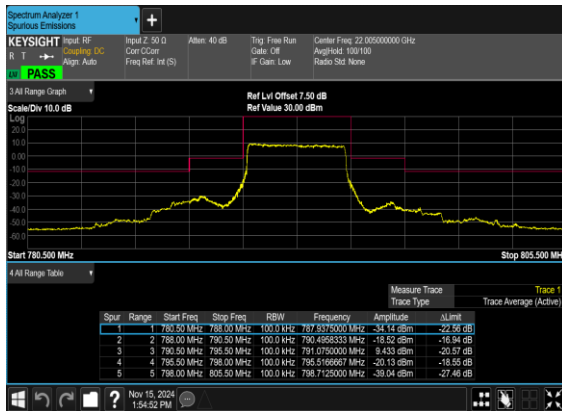 Spectrum Analyzer 1
Spurious Emissions
KEYSIGHT Input: RF Input Z: 50 Ω Atten: 40 dB Trig: Free Run Center Freq: 22.005000000 GHz
R T Coupling: DC Corr CCorr Gate: Off Avg|Hold: 100/100
Align: Auto Freq Ref: Int (S) IF Gain: Low Radio Std: None
PASS
3 All Range Graph
Ref Lvl Offset 7.50 dB
Scale/Div 10.0 dB Ref Value 30.00 dBm
Log
20.0
10.0
0.00
-10.0
-20.0
-30.0
-40.0
-50.0
-60.0
Start 780.500 MHz Stop 805.500 MHz
4 All Range Table
Measure Trace Trace 1
Trace Type Trace Average (Active)
Spur Range Start Freq Stop Freq RBW Frequency Amplitude ΔLimit
1 1 780.50 MHz 788.00 MHz 100.0 kHz 787.9375000 MHz -34.14 dBm -22.56 dB
2 2 788.00 MHz 790.50 MHz 100.0 kHz 790.4958333 MHz -18.52 dBm -16.94 dB
3 3 790.50 MHz 795.50 MHz 100.0 kHz 791.0750000 MHz 9.433 dBm -20.57 dB
4 4 795.50 MHz 798.00 MHz 100.0 kHz 795.5166667 MHz -20.13 dBm -18.55 dB
5 5 798.00 MHz 805.50 MHz 100.0 kHz 798.7125000 MHz -39.04 dBm -27.46 dB
Nov 15, 2024
1:54:52 PM